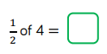 1/2 of 4 =